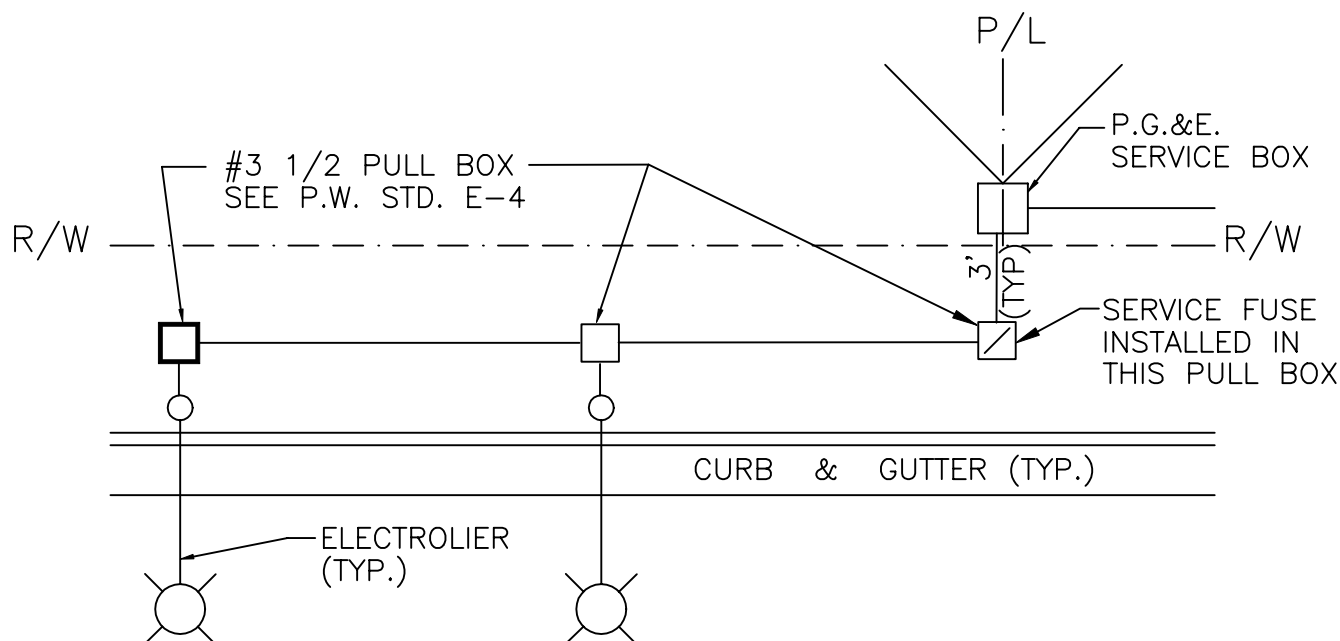 P/L
P.G.&E.
SERVICE BOX
#3 1/2 PULL BOX
SEE P.W. STD. E-4
R/W
R/W
3'
(TYP)
SERVICE FUSE
INSTALLED IN
THIS PULL BOX
CURB & GUTTER (TYP.)
ELECTROLIER
(TYP.)